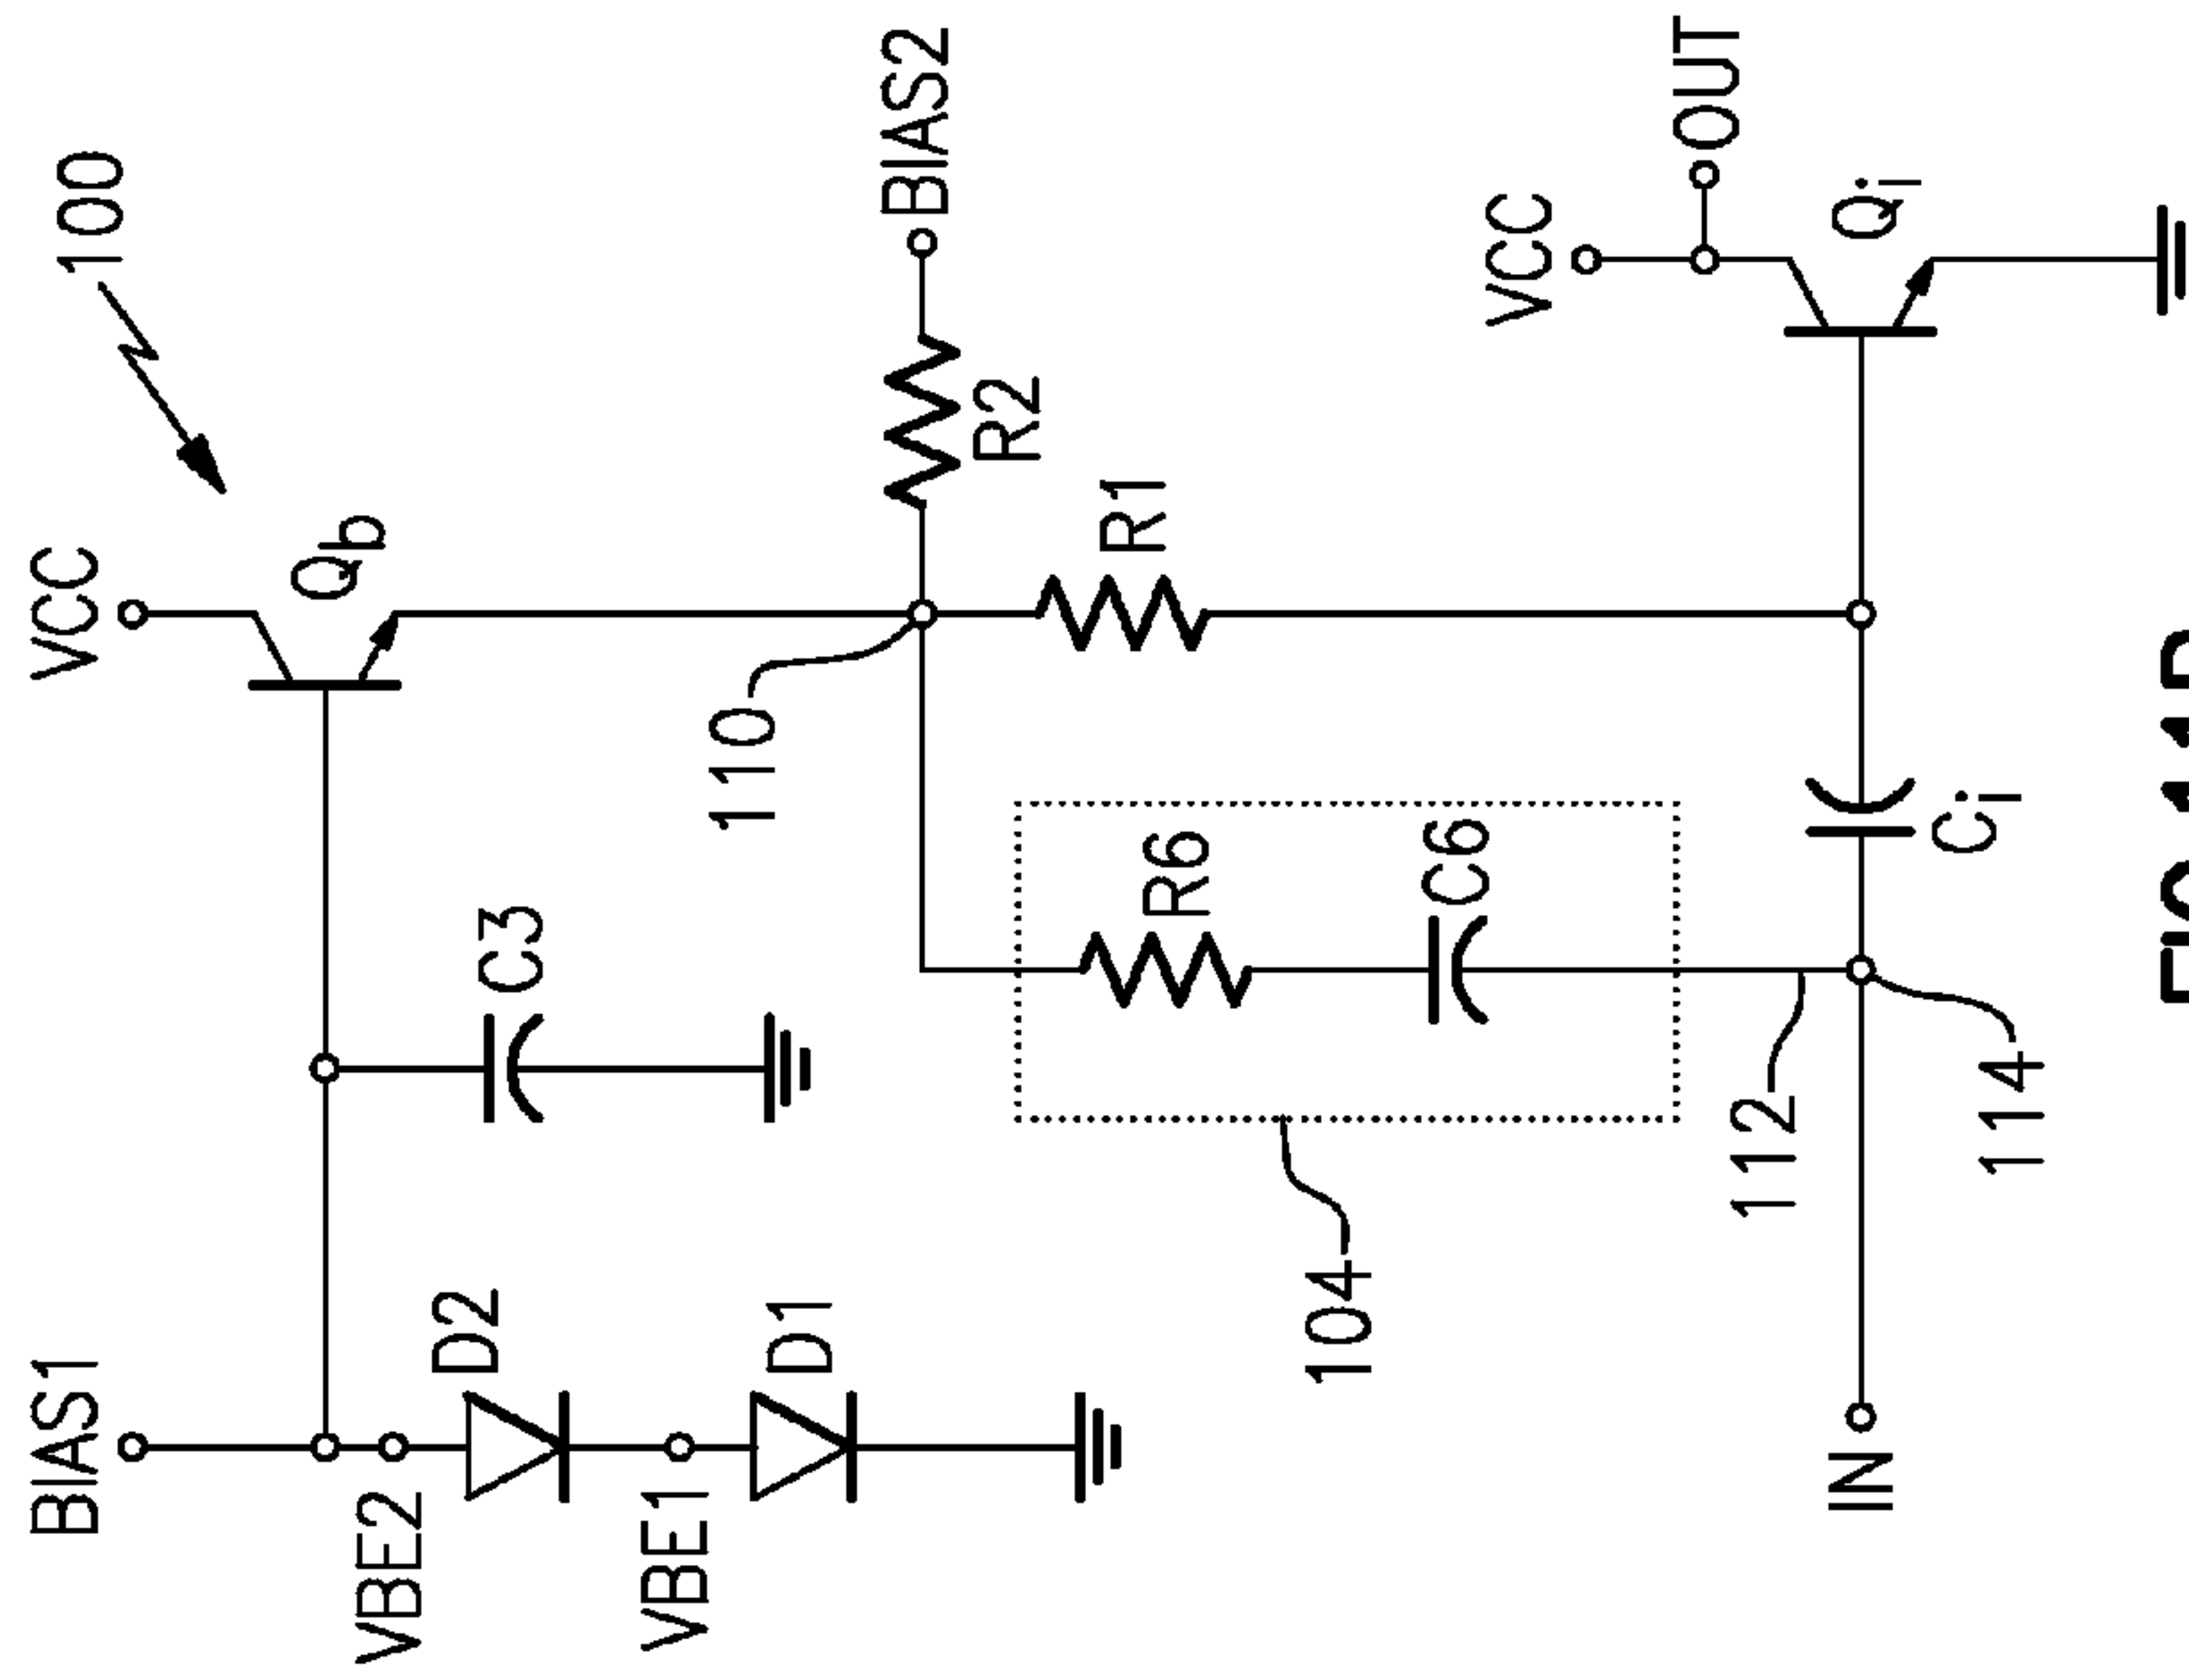 100
VCC
Qb
BIAS1
VBE2
D2
C3
VBE1
D1
110
BIAS2
R2
R1
R6
C6
104
112
114
IN
Ci
VCC
OUT
Qi